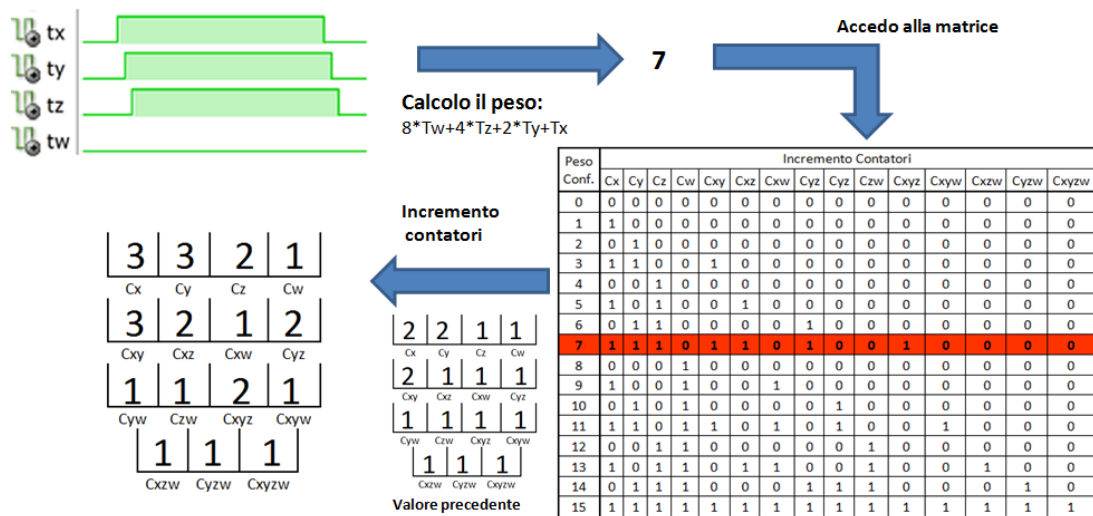 tx
ty
tz
tw
Calcolo il peso:
8*Tw+4*Tz+2*Ty+Tx
7
Accedo alla matrice
Peso Conf.
Incremento Contatori
Cx Cy Cz Cw Cxy Cxz Cxw Cyz Cyz Czw Cxyz Cxyw Cxzw Cyzw Cxyzw
0 0 0 0 0 0 0 0 0 0 0 0 0 0 0 0
1 1 0 0 0 0 0 0 0 0 0 0 0 0 0 0
2 0 1 0 0 0 0 0 0 0 0 0 0 0 0 0
3 1 1 0 0 1 0 0 0 0 0 0 0 0 0 0
4 0 0 1 0 0 0 0 0 0 0 0 0 0 0 0
5 1 0 1 0 0 1 0 0 0 0 0 0 0 0 0
6 0 1 1 0 0 0 0 1 0 0 0 0 0 0 0
7 1 1 1 0 1 1 0 1 0 0 1 0 0 0 0
8 0 0 0 1 0 0 0 0 0 0 0 0 0 0 0
9 1 0 0 1 0 0 1 0 0 0 0 0 0 0 0
10 0 1 0 1 0 0 0 0 1 0 0 0 0 0 0
11 1 1 0 1 1 0 1 0 1 0 0 1 0 0 0
12 0 0 1 1 0 0 0 0 0 1 0 0 0 0 0
13 1 0 1 1 0 1 1 0 0 1 0 0 1 0 0
14 0 1 1 1 0 0 0 1 1 1 0 0 0 1 0
15 1 1 1 1 1 1 1 1 1 1 1 1 1 1 1
Incremento
contatori
2 2 1 1
Cx Cy Cz Cw
2 1 1 1
Cxy Cxz Cxw Cyz
1 1 1 1
Cyw Czw Cxyz Cxyw
1 1 1
Cxzw Cyzw Cxyzw
Valore precedente
3 3 2 1
Cx Cy Cz Cw
3 2 1 2
Cxy Cxz Cxw Cyz
1 1 2 1
Cyw Czw Cxyz Cxyw
1 1 1
Cxzw Cyzw Cxyzw